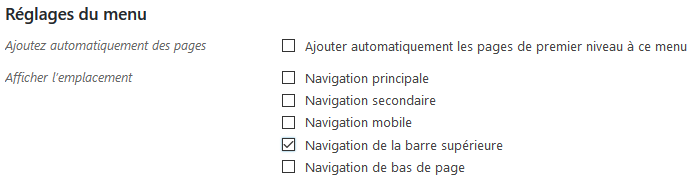 Réglages du menu
Ajoutez automatiquement des pages
Ajouter automatiquement les pages de premier niveau à ce menu
Afficher l'emplacement
Navigation principale
Navigation secondaire
Navigation mobile
Navigation de la barre supérieure
Navigation de bas de page